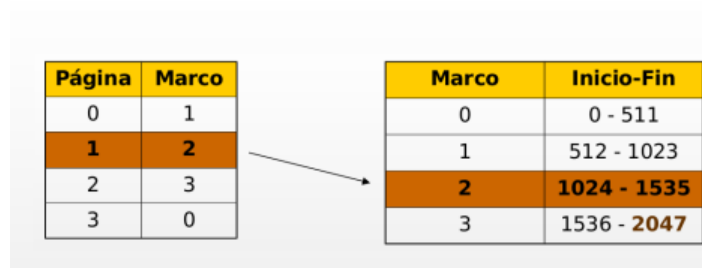 Página Marco
0 1
1 2
2 3
3 0
Marco Inicio-Fin
0 0 - 511
1 512 - 1023
2 1024 - 1535
3 1536 - 2047